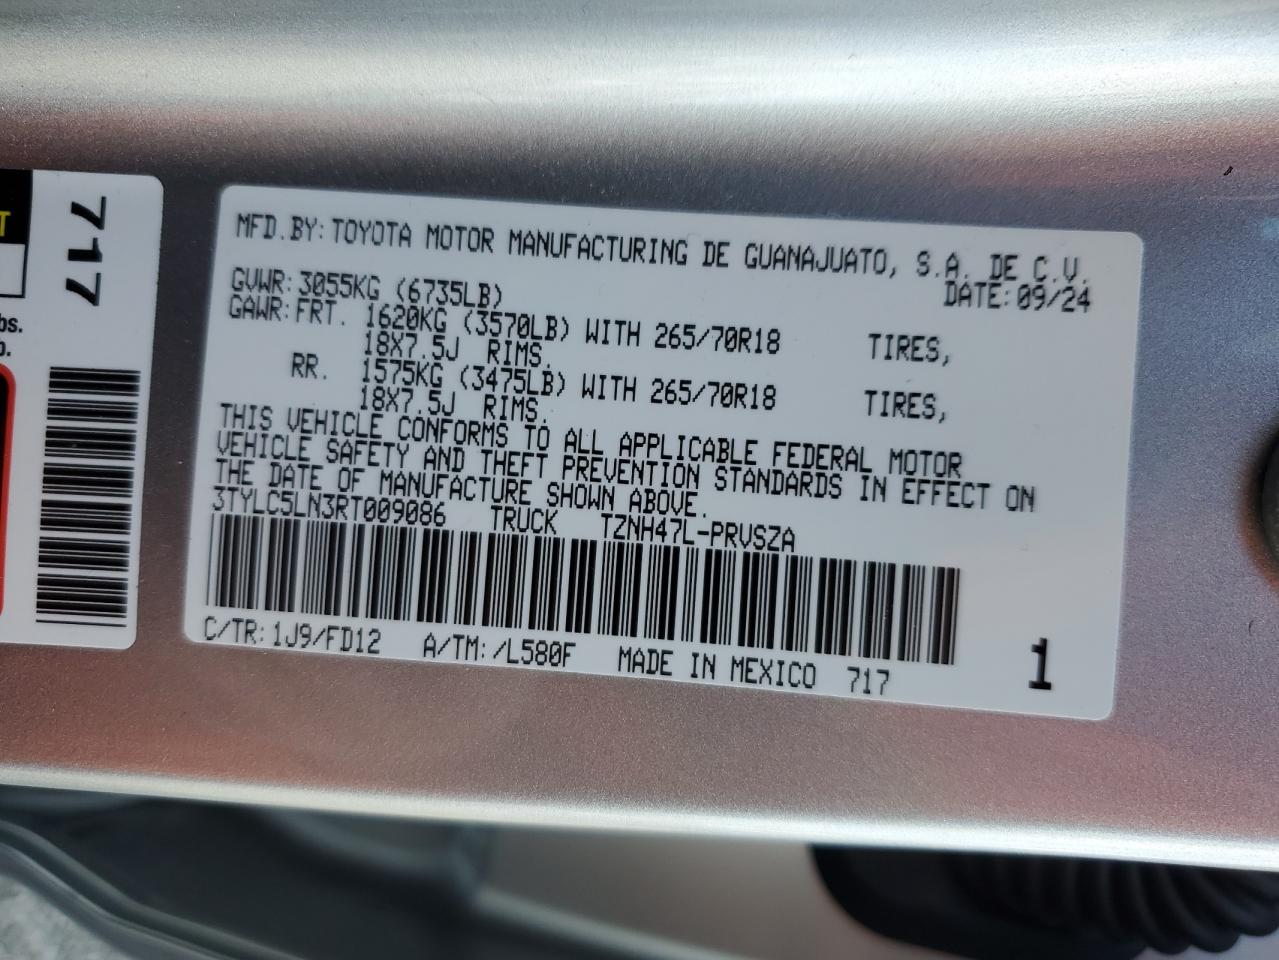 MFD.BY:TOYOTA MOTOR MANUFACTURING DE GUANAJUATO, S.A. DE C.V.
DATE:09/24
GVWR:3055KG (6735LB)
GAWR:FRT. 1620KG (3570LB) WITH 265/70R18 TIRES,
18X7.5J RIMS.
RR. 1575KG (3475LB) WITH 265/70R18 TIRES,
18X7.5J RIMS.
THIS VEHICLE CONFORMS TO ALL APPLICABLE FEDERAL MOTOR
VEHICLE SAFETY AND THEFT PREVENTION STANDARDS IN EFFECT ON
THE DATE OF MANUFACTURE SHOWN ABOVE.
3TYLC5LN3RT009086 TRUCK TZNH47L-PRVSZA
C/TR:1J9/FD12 A/TM:/L580F MADE IN MEXICO 717
1
717
T
bs.